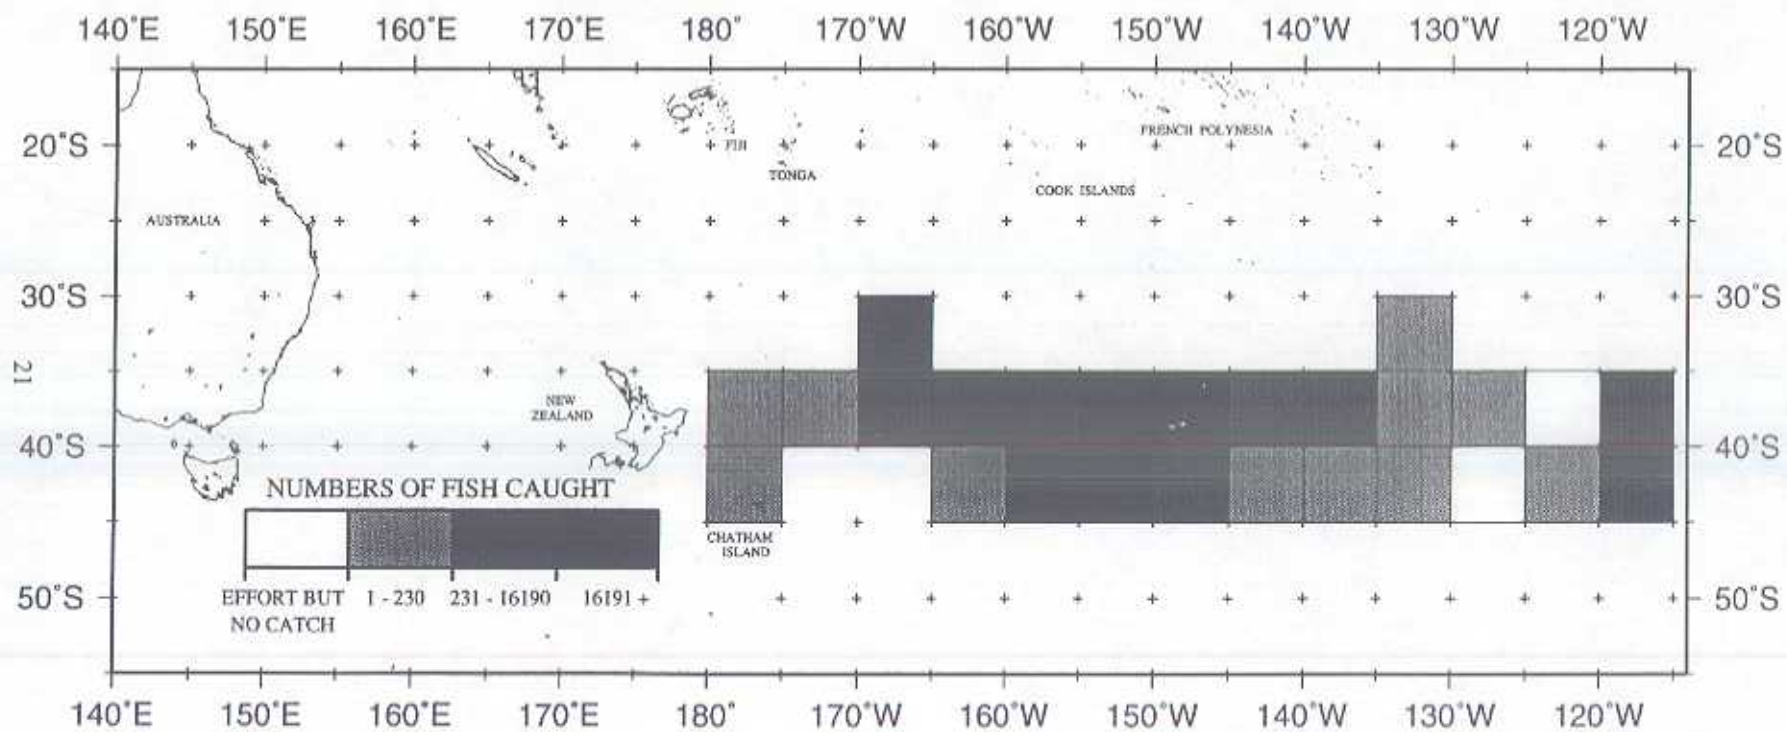 140°E 150°E 160°E 170°E 180° 170°W 160°W 150°W 140°W 130°W 120°W
FRENCH POLYNESIA
20°S 20°S
FIJI
TONGA
COOK ISLANDS
AUSTRALIA
30°S 30°S
21
NEW
ZEALAND
40°S 40°S
NUMBERS OF FISH CAUGHT
CHATHAM
ISLAND
EFFORT BUT 1 - 230 231 - 16190 16191 +
NO CATCH
50°S 50°S
140°E 150°E 160°E 170°E 180° 170°W 160°W 150°W 140°W 130°W 120°W